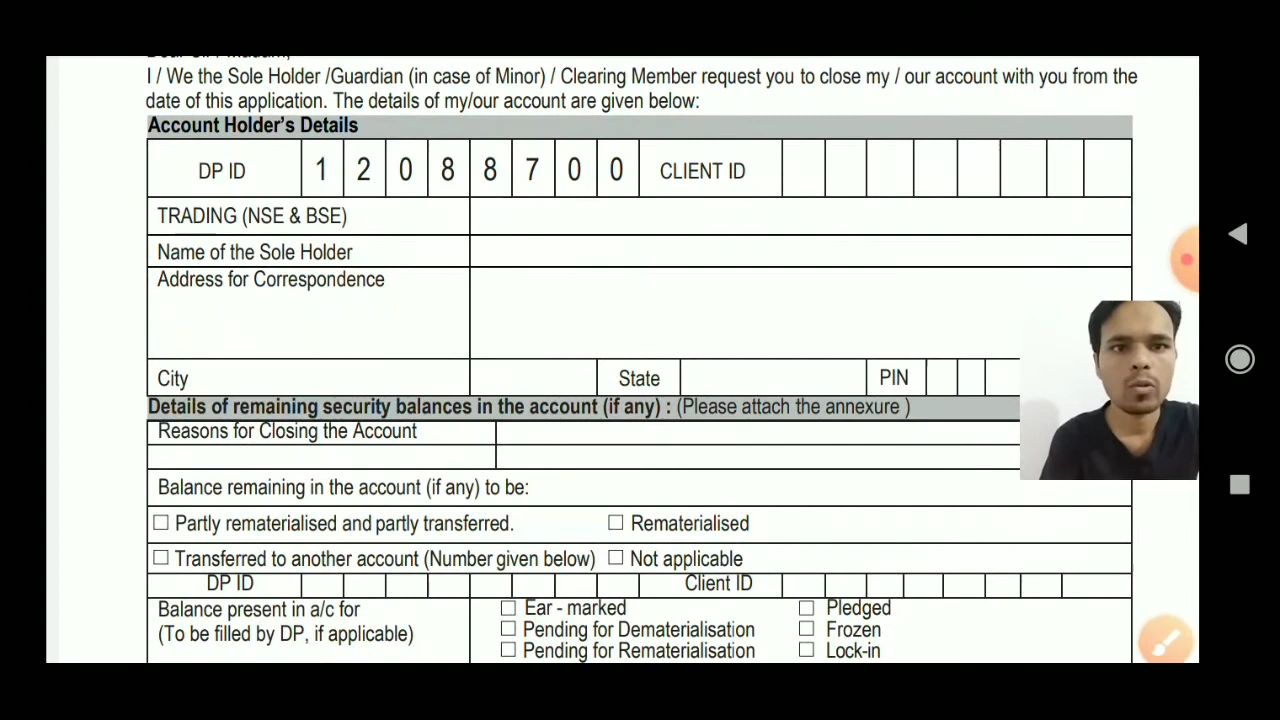 I / We the Sole Holder /Guardian (in case of Minor) / Clearing Member request you to close my / our account with you from the
date of this application. The details of my/our account are given below:
Account Holder's Details
DP ID 1 2 0 8 8 7 0 0 CLIENT ID
TRADING (NSE & BSE)
Name of the Sole Holder
Address for Correspondence
City State PIN
Details of remaining security balances in the account (if any) : (Please attach the annexure )
Reasons for Closing the Account
Balance remaining in the account (if any) to be:
Partly rematerialised and partly transferred. Rematerialised
Transferred to another account (Number given below) Not applicable
DP ID Client ID
Balance present in a/c for Ear - marked Pledged
(To be filled by DP, if applicable) Pending for Dematerialisation Frozen
Pending for Rematerialisation Lock-in